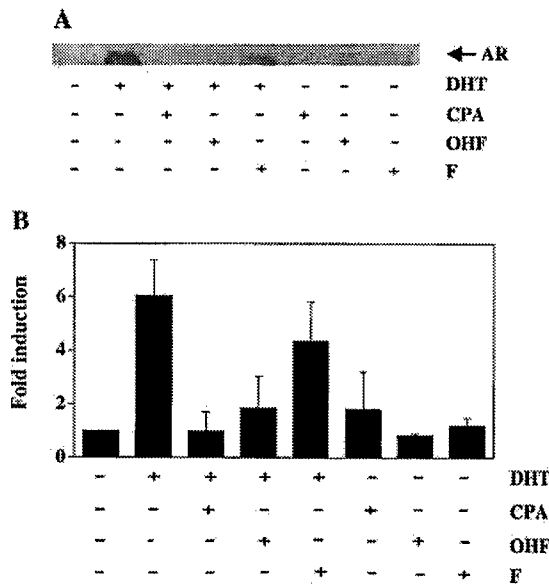 A
← AR
- + + + + - - - DHT
- - + - - + - - CPA
- - - + - - + - OHF
- - - - + - - + F
B
8
6
4
2
0
Fold induction
- + + + + - - - DHT
- - + - - + - - CPA
- - - + - - + - OHF
- - - - + - - + F